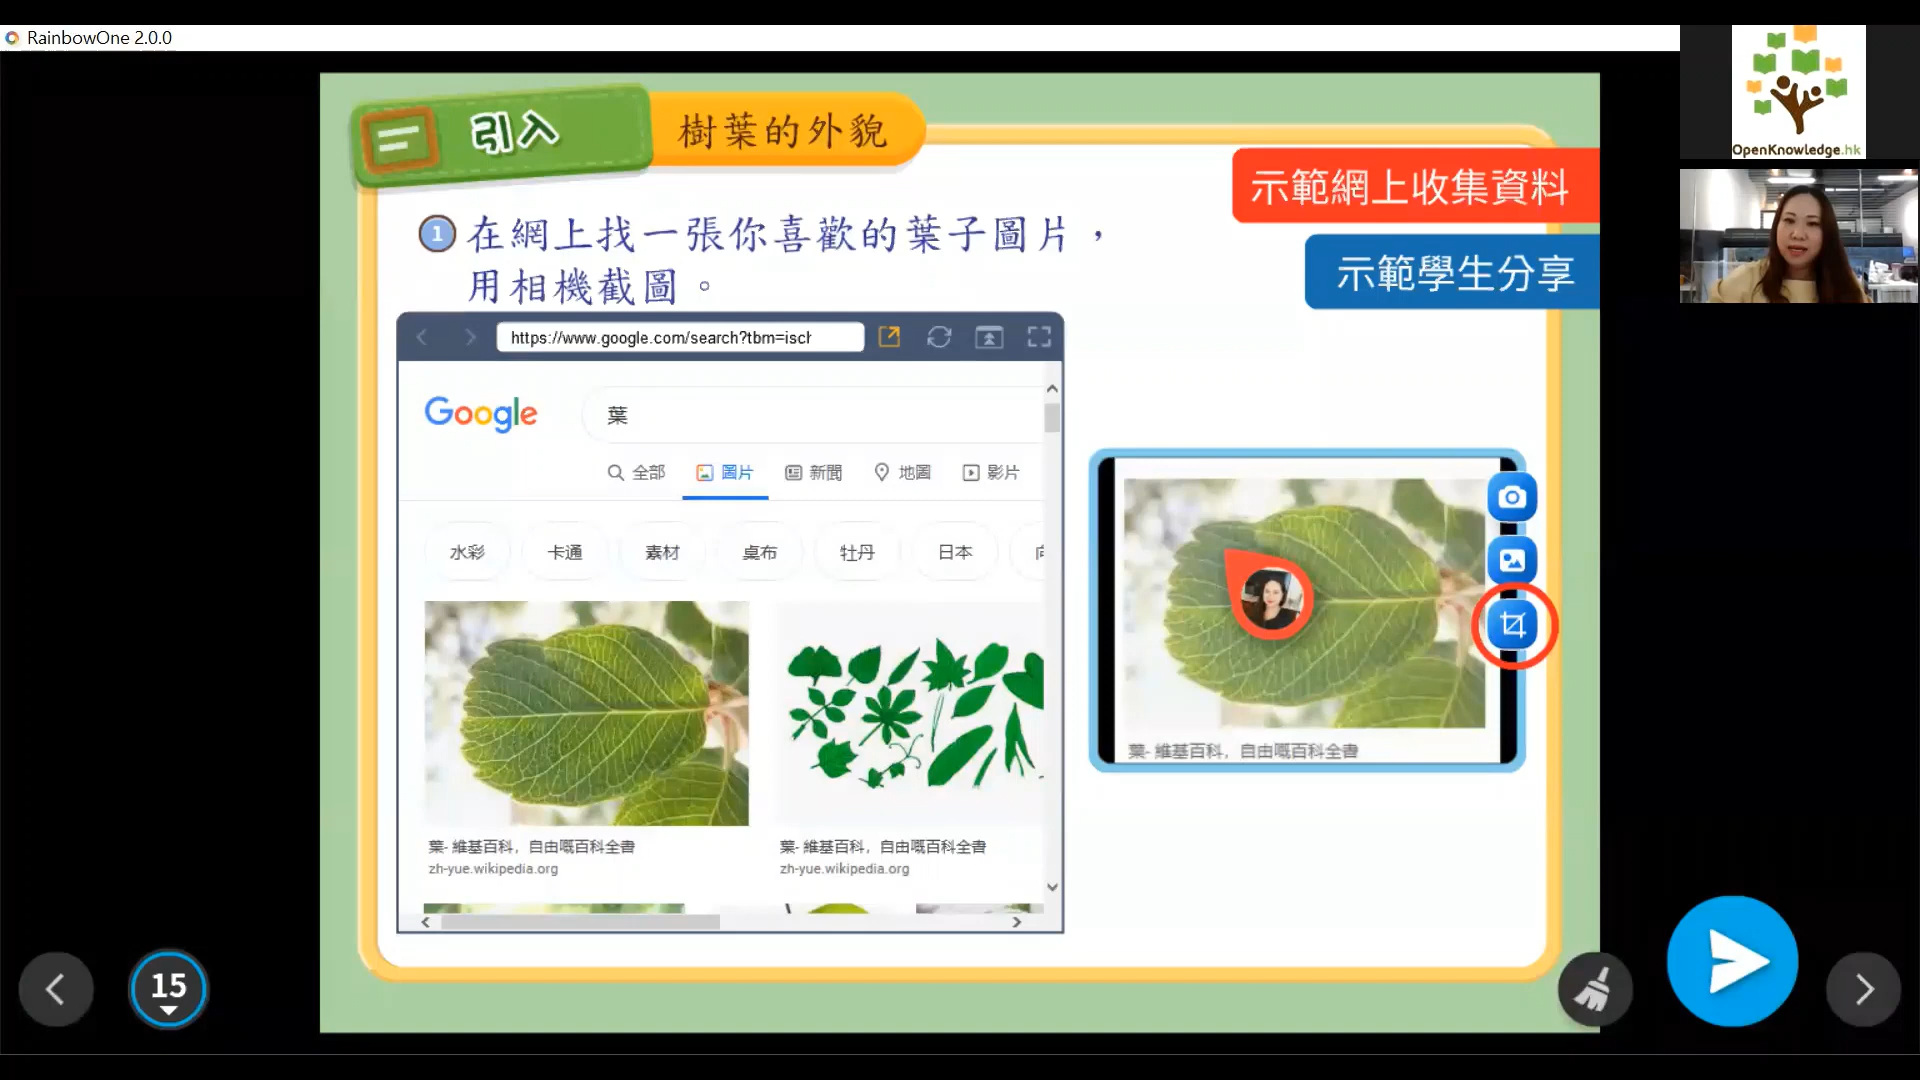 RainbowOne 2.0.0
OpenKnowledge.hk
引入
樹葉的外貌
示範網上收集資料
示範學生分享
1 在網上找一張你喜歡的葉子圖片，
用相機截圖。
https://www.google.com/search?tbm=isch
Google
葉
全部 圖片 新聞 地圖 影片
水彩 卡通 素材 桌布 牡丹 日本
葉- 維基百科，自由嘅百科全書
zh-yue.wikipedia.org
葉- 維基百科，自由嘅百科全書
zh-yue.wikipedia.org
葉- 維基百科，自由嘅百科全書
15